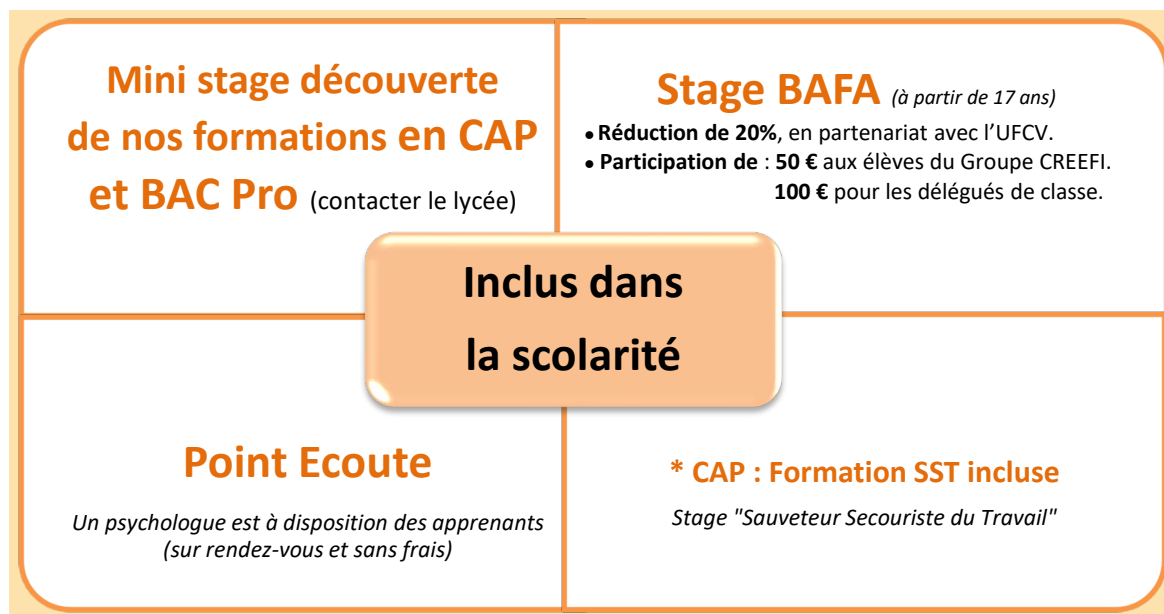 Mini stage découverte
de nos formations en CAP
et BAC Pro (contacter le lycée)
Stage BAFA (à partir de 17 ans)
• Réduction de 20%, en partenariat avec l'UFCV.
• Participation de : 50 € aux élèves du Groupe CREEFI.
100 € pour les délégués de classe.
Inclus dans
la scolarité
Point Ecoute
Un psychologue est à disposition des apprenants
(sur rendez-vous et sans frais)
* CAP : Formation SST incluse
Stage "Sauveteur Secouriste du Travail"